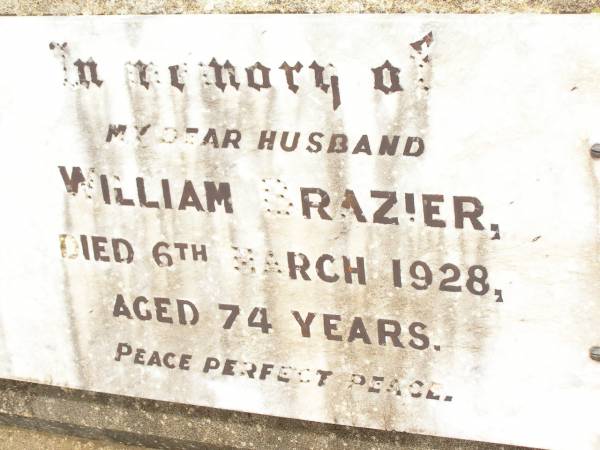 In memory of
MY DEAR HUSBAND
WILLIAM BRAZIER,
DIED 6TH MARCH 1928,
AGED 74 YEARS.
PEACE PERFECT PEACE.